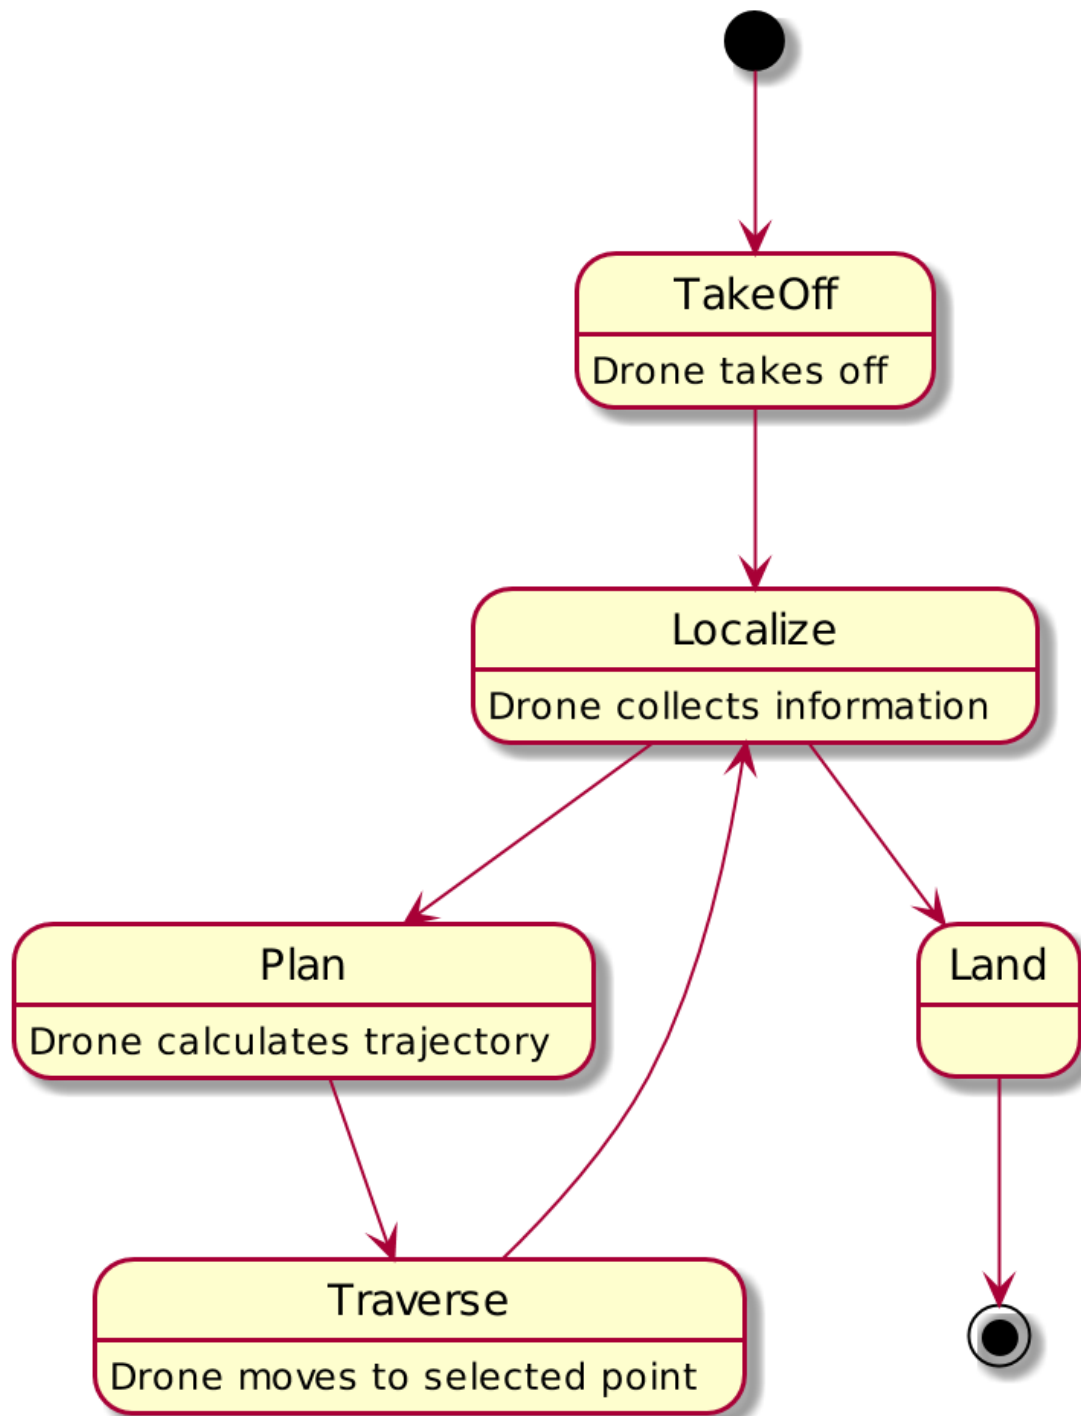 TakeOff
Drone takes off
Localize
Drone collects information
Plan
Drone calculates trajectory
Land
Traverse
Drone moves to selected point